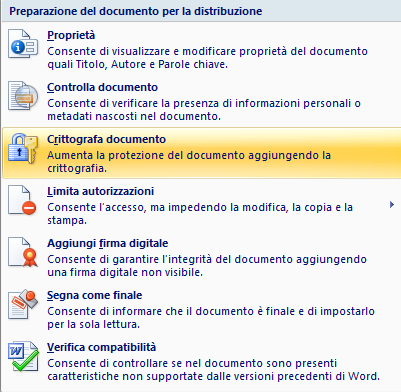 Preparazione del documento per la distribuzione
Proprietà
Consente di visualizzare e modificare proprietà del documento
quali Titolo, Autore e Parole chiave.
Controlla documento
Consente di verificare la presenza di informazioni personali o
metadati nascosti nel documento.
Crittografa documento
Aumenta la protezione del documento aggiungendo la
crittografia.
Limita autorizzazioni
Consente l'accesso, ma impedendo la modifica, la copia e la
stampa.
Aggiungi firma digitale
Consente di garantire l'integrità del documento aggiungendo
una firma digitale non visibile.
Segna come finale
Consente di informare che il documento è finale e di impostarlo
per la sola lettura.
Verifica compatibilità
Consente di controllare se nel documento sono presenti
caratteristiche non supportate dalle versioni precedenti di Word.